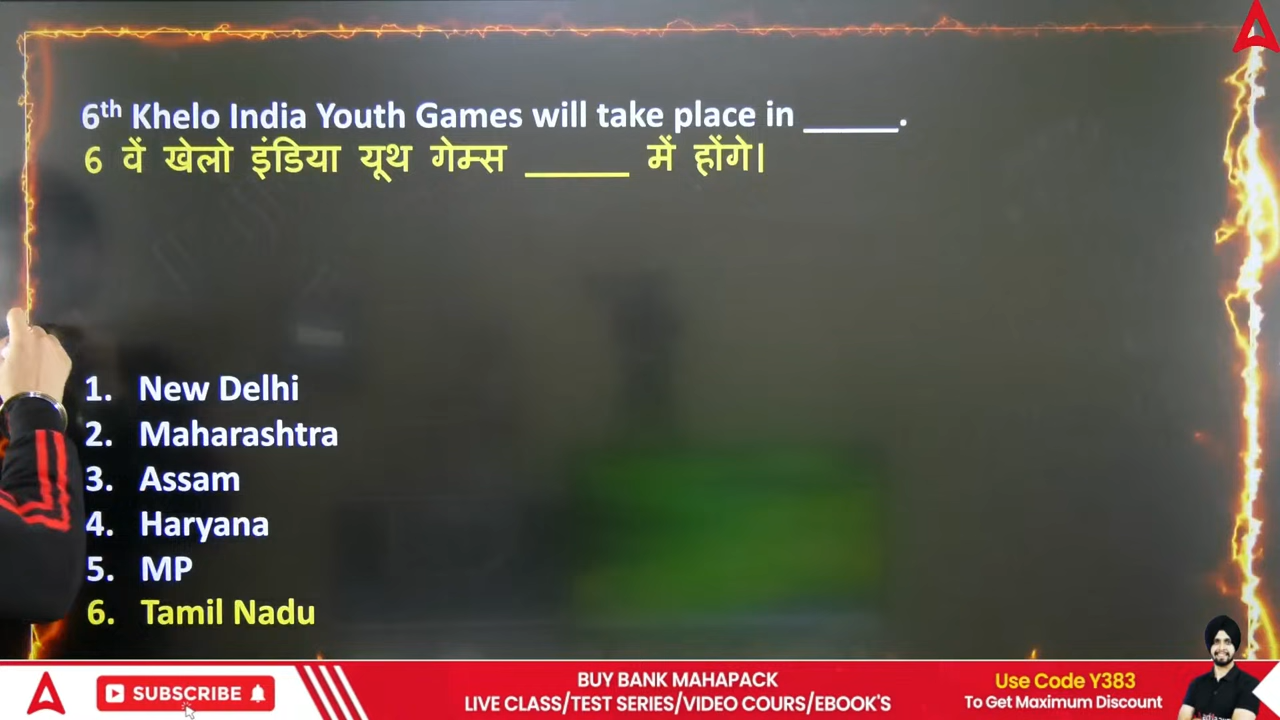 6th Khelo India Youth Games will take place in _____.
6 वें खेलो इंडिया यूथ गेम्स _____ में होंगे।
1. New Delhi
2. Maharashtra
3. Assam
4. Haryana
5. MP
6. Tamil Nadu
SUBSCRIBE
BUY BANK MAHAPACK
LIVE CLASS/TEST SERIES/VIDEO COURS/EBOOK'S
Use Code Y383
To Get Maximum Discount